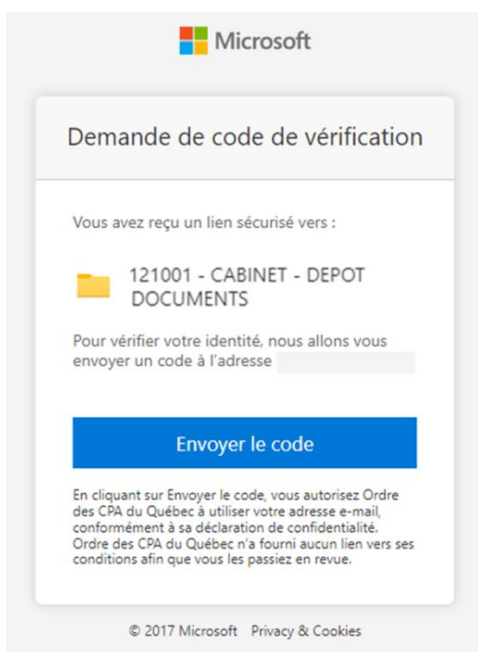 Microsoft
Demande de code de vérification
Vous avez reçu un lien sécurisé vers :
121001 - CABINET - DEPOT
DOCUMENTS
Pour vérifier votre identité, nous allons vous
envoyer un code à l'adresse
Envoyer le code
En cliquant sur Envoyer le code, vous autorisez Ordre
des CPA du Québec à utiliser votre adresse e-mail,
conformément à sa déclaration de confidentialité.
Ordre des CPA du Québec n'a fourni aucun lien vers ses
conditions afin que vous les passiez en revue.
© 2017 Microsoft Privacy & Cookies